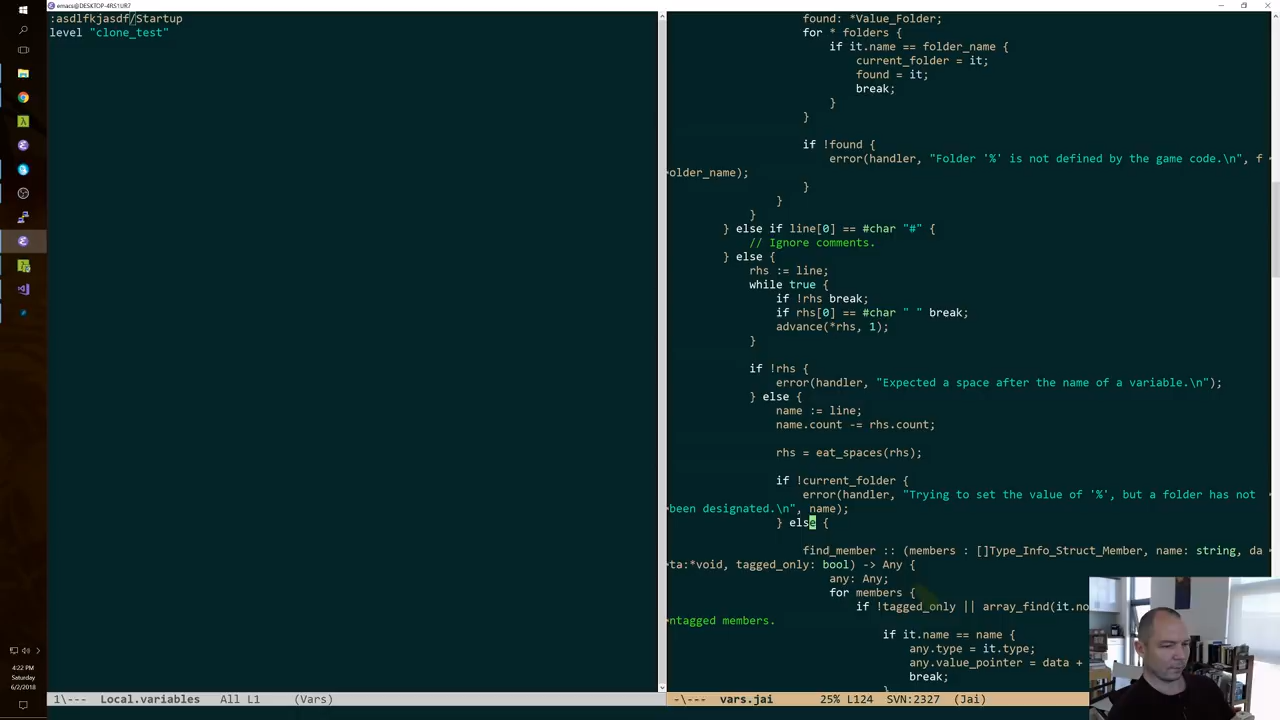 emacs@DESKTOP-4RS1UR7
:asdlfkjasdf/Startup
level "clone_test"
found: *Value_Folder;
for * folders {
if it.name == folder_name {
current_folder = it;
found = it;
break;
}
}
if !found {
error(handler, "Folder '%' is not defined by the game code.\n", f
older_name);
}
}
}
} else if line[0] == #char "#" {
// Ignore comments.
} else {
rhs := line;
while true {
if !rhs break;
if rhs[0] == #char " " break;
advance(*rhs, 1);
}
if !rhs {
error(handler, "Expected a space after the name of a variable.\n");
} else {
name := line;
name.count -= rhs.count;
rhs = eat_spaces(rhs);
if !current_folder {
error(handler, "Trying to set the value of '%', but a folder has not
been designated.\n", name);
} else {
find_member :: (members : []Type_Info_Struct_Member, name: string, da
ta:*void, tagged_only: bool) -> Any {
any: Any;
for members {
if !tagged_only || array_find(it.no
ntagged members.
if it.name == name {
any.type = it.type;
any.value_pointer = data +
break;
}
1\--- Local.variables All L1 (Vars)
-\--- vars.jai 25% L124 SVN:2327 (Jai)
4:22 PM
Saturday
6/2/2018